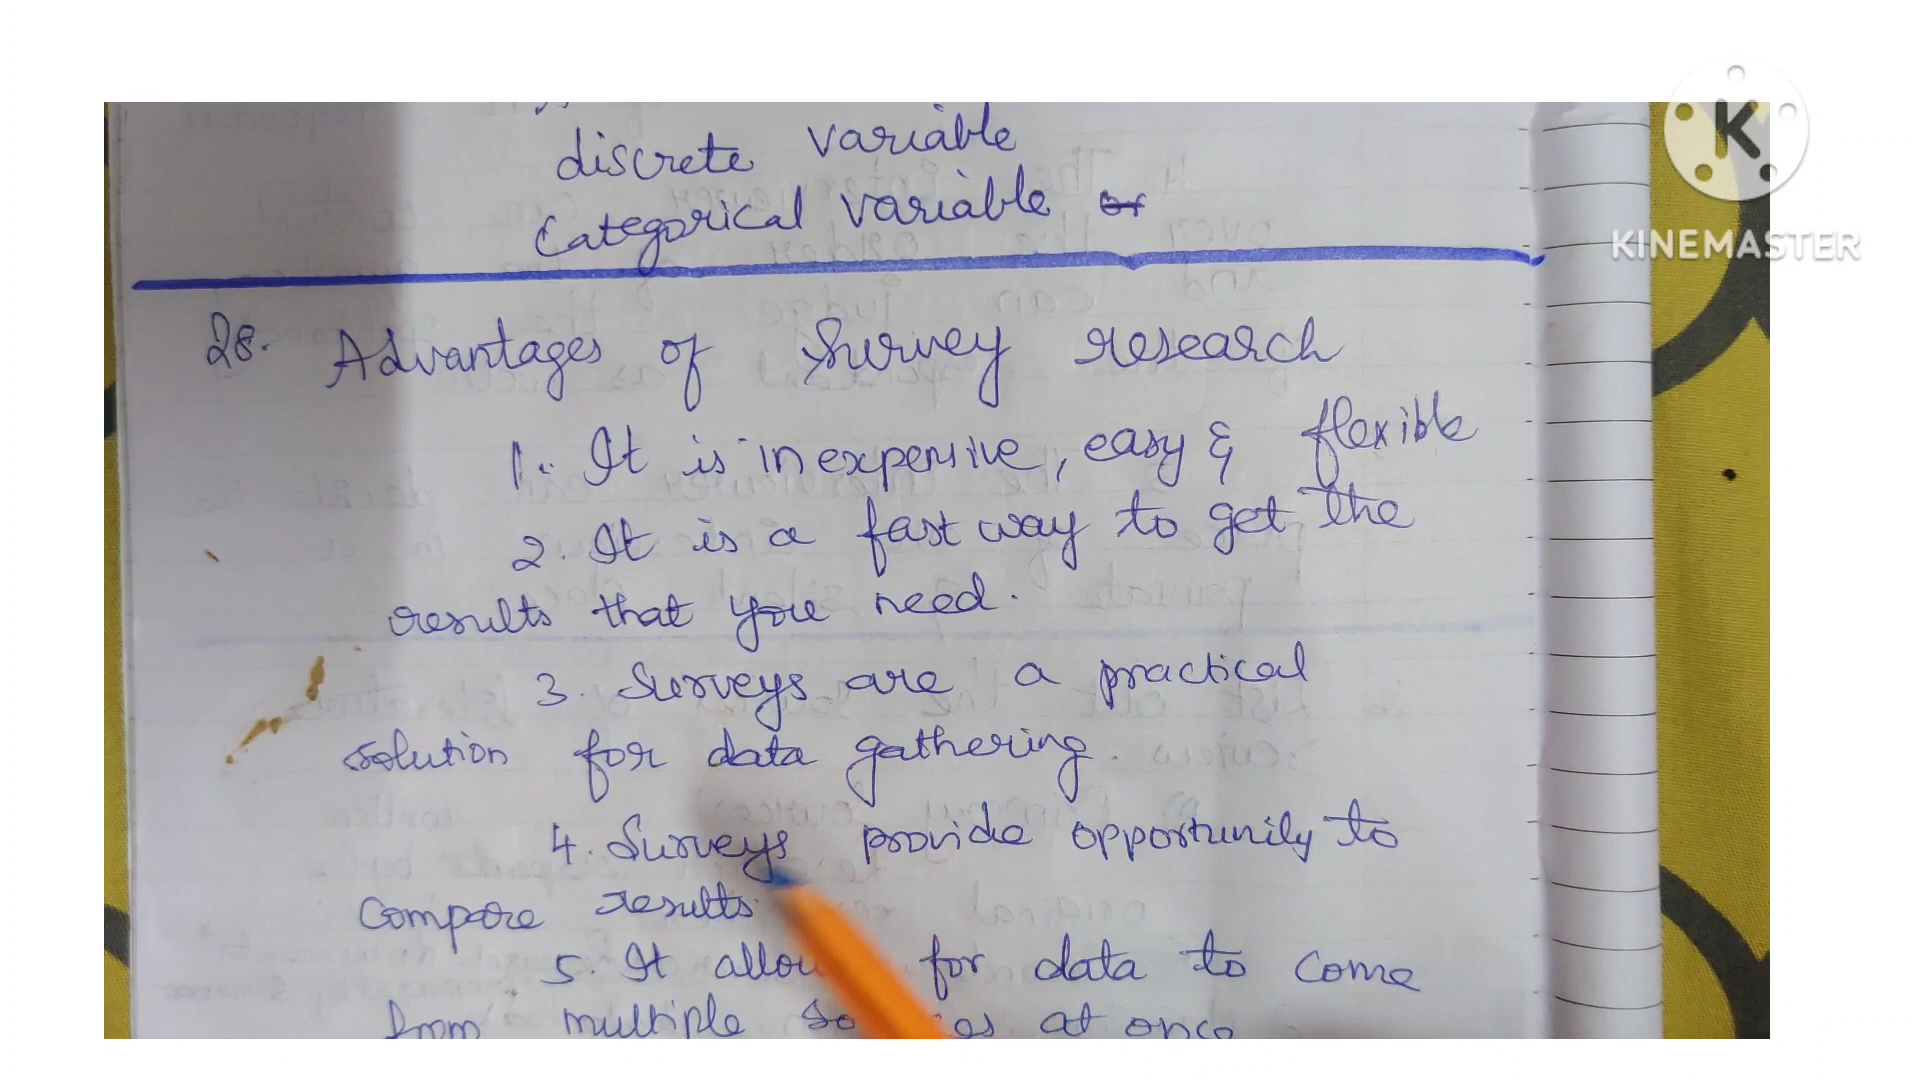 discrete variable
Categorical variable or
28. Advantages of Survey research
1. It is inexpensive, easy & flexible
2. It is a fast way to get the
results that you need.
3. Surveys are a practical
solution for data gathering.
4. Surveys provide opportunity to
compare results.
5. It for data to come
from multiple at once
K
KINEMASTER